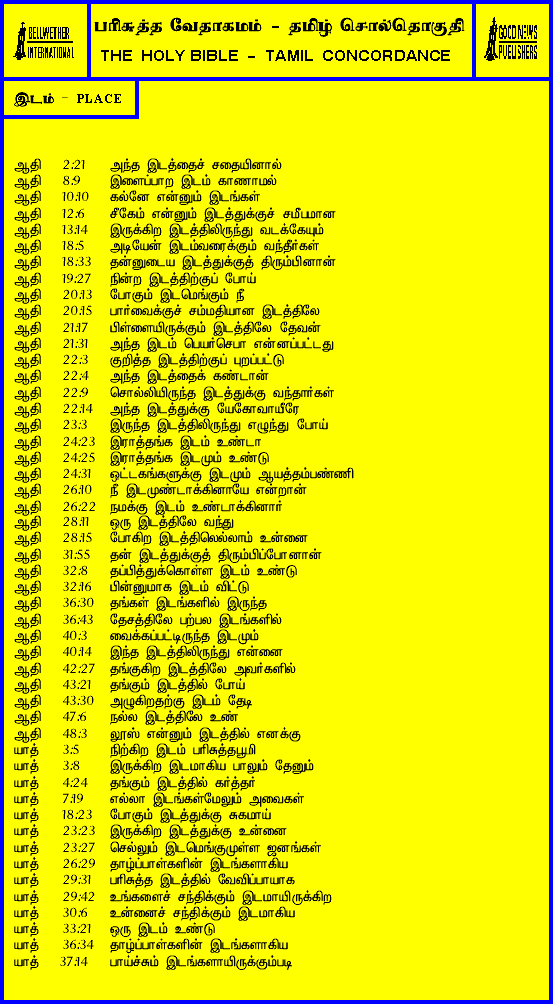 BELLWETHER
INTERNATIONAL
பரிசுத்த வேதாகமம் - தமிழ் சொல்தொகுதி
THE HOLY BIBLE - TAMIL CONCORDANCE
GOOD NEWS
PUBLISHERS
இடம் - PLACE
ஆதி 2:21 அந்த இடத்தைச் சதையினால்
ஆதி 8:9 இளைப்பாற இடம் காணாமல்
ஆதி 10:10 கல்னே என்னும் இடங்கள்
ஆதி 12:6 சீகேம் என்னும் இடத்துக்குச் சமீபமான
ஆதி 13:14 இருக்கிற இடத்திலிருந்து வடக்கேயும்
ஆதி 18:5 அடியேன் இடம்வரைக்கும் வந்தீர்கள்
ஆதி 18:33 தன்னுடைய இடத்துக்குத் திரும்பினான்
ஆதி 19:27 நின்ற இடத்திற்குப் போய்
ஆதி 20:13 போகும் இடமெங்கும் நீ
ஆதி 20:15 பார்வைக்குச் சம்மதியான இடத்திலே
ஆதி 21:17 பிள்ளையிருக்கும் இடத்திலே தேவன்
ஆதி 21:31 அந்த இடம் பெயர்செபா என்னப்பட்டது
ஆதி 22:3 குறித்த இடத்திற்குப் புறப்பட்டு
ஆதி 22:4 அந்த இடத்தைக் கண்டான்
ஆதி 22:9 சொல்லியிருந்த இடத்துக்கு வந்தார்கள்
ஆதி 22:14 அந்த இடத்துக்கு யேகோவாயீரே
ஆதி 23:3 இருந்த இடத்திலிருந்து எழுந்து போய்
ஆதி 24:23 இராத்தங்க இடம் உண்டா
ஆதி 24:25 இராத்தங்க இடமும் உண்டு
ஆதி 24:31 ஒட்டகங்களுக்கு இடமும் ஆயத்தம்பண்ணி
ஆதி 26:10 நீ இடமுண்டாக்கினாயே என்றான்
ஆதி 26:22 நமக்கு இடம் உண்டாக்கினார்
ஆதி 28:11 ஒரு இடத்திலே வந்து
ஆதி 28:15 போகிற இடத்திலெல்லாம் உன்னை
ஆதி 31:55 தன் இடத்துக்குத் திரும்பிப்போனான்
ஆதி 32:8 தப்பித்துக்கொள்ள இடம் உண்டு
ஆதி 32:16 பின்னுமாக இடம் விட்டு
ஆதி 36:30 தங்கள் இடங்களில் இருந்த
ஆதி 36:43 தேசத்திலே பற்பல இடங்களில்
ஆதி 40:3 வைக்கப்பட்டிருந்த இடமும்
ஆதி 40:14 இந்த இடத்திலிருந்து என்னை
ஆதி 42:27 தங்குகிற இடத்திலே அவர்களில்
ஆதி 43:21 தங்கும் இடத்தில் போய்
ஆதி 43:30 அழுகிறதற்கு இடம் தேடி
ஆதி 47:6 நல்ல இடத்திலே உண்
ஆதி 48:3 லூஸ் என்னும் இடத்தில் எனக்கு
யாத் 3:5 நிற்கிற இடம் பரிசுத்தபூமி
யாத் 3:8 இருக்கிற இடமாகிய பாலும் தேனும்
யாத் 4:24 தங்கும் இடத்தில் கர்த்தர்
யாத் 7:19 எல்லா இடங்கள்மேலும் அவைகள்
யாத் 18:23 போகும் இடத்துக்கு சுகமாய்
யாத் 23:23 இருக்கிற இடத்துக்கு உன்னை
யாத் 23:27 செல்லும் இடமெங்குமுள்ள ஜனங்கள்
யாத் 26:29 தாழ்ப்பாள்களின் இடங்களாகிய
யாத் 29:31 பரிசுத்த இடத்தில் வேவிப்பாயாக
யாத் 29:42 உங்களைச் சந்திக்கும் இடமாயிருக்கிற
யாத் 30:6 உன்னைச் சந்திக்கும் இடமாகிய
யாத் 33:21 ஒரு இடம் உண்டு
யாத் 36:34 தாழ்ப்பாள்களின் இடங்களாகிய
யாத் 37:14 பாய்ச்சும் இடங்களாயிருக்கும்படி